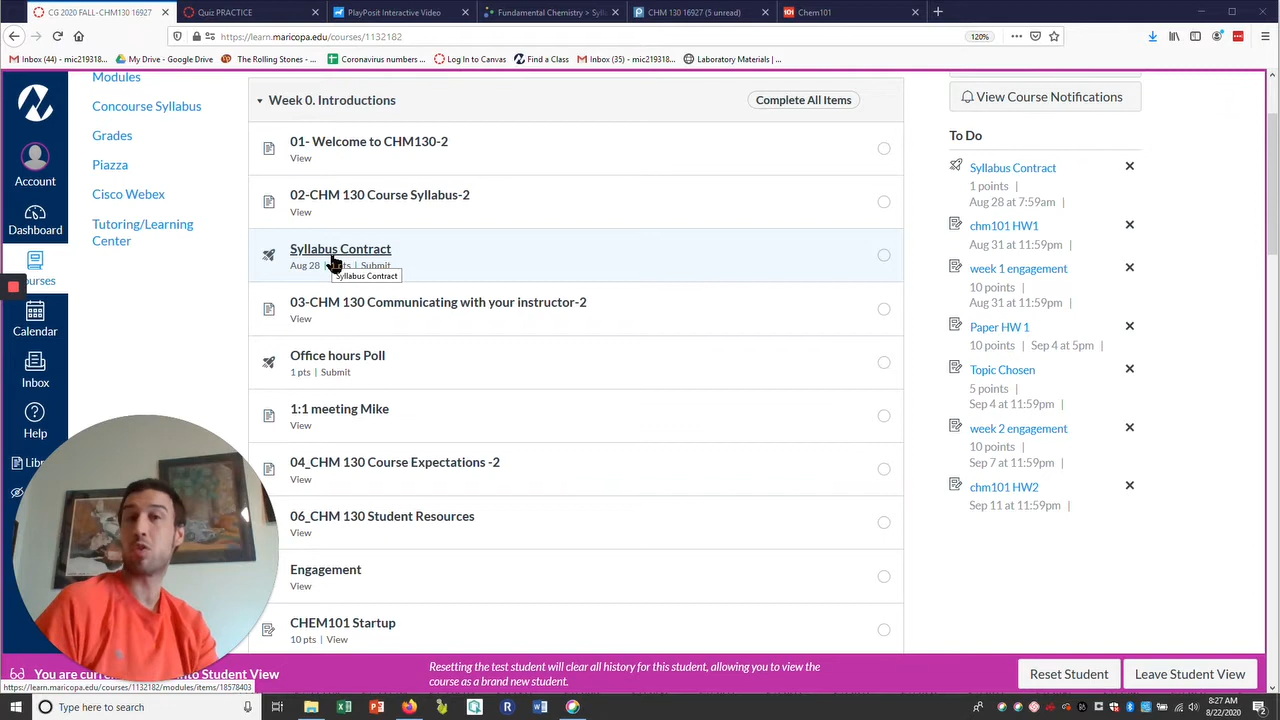 CG 2020 FALL-CHM130 16927
Quiz PRACTICE
PlayPosit Interactive Video
Fundamental Chemistry > Syll
CHM 130 16927 (5 unread)
Chem101
https://learn.maricopa.edu/courses/1132182
120%
Inbox (44) - mic219318...
My Drive - Google Drive
The Rolling Stones - ...
Coronavirus numbers ...
Log In to Canvas
Find a Class
Inbox (35) - mic219318...
Laboratory Materials | ...
Account
Dashboard
ourses
Calendar
Inbox
Help
Libr
Modules
Concourse Syllabus
Grades
Piazza
Cisco Webex
Tutoring/Learning
Center
Week 0. Introductions
Complete All Items
01- Welcome to CHM130-2
View
02-CHM 130 Course Syllabus-2
View
Syllabus Contract
Aug 28 | pts | Submit
Syllabus Contract
03-CHM 130 Communicating with your instructor-2
View
Office hours Poll
1 pts | Submit
1:1 meeting Mike
View
04_CHM 130 Course Expectations -2
View
06_CHM 130 Student Resources
View
Engagement
View
CHEM101 Startup
10 pts | View
View Course Notifications
To Do
Syllabus Contract
1 points |
Aug 28 at 7:59am |
chm101 HW1
Aug 31 at 11:59pm |
week 1 engagement
10 points |
Aug 31 at 11:59pm |
Paper HW 1
10 points | Sep 4 at 5pm |
Topic Chosen
5 points |
Sep 4 at 11:59pm |
week 2 engagement
10 points |
Sep 7 at 11:59pm |
chm101 HW2
Sep 11 at 11:59pm |
You are curren nto Student View
Resetting the test student will clear all history for this student, allowing you to view the
course as a brand new student.
Reset Student
Leave Student View
https://learn.maricopa.edu/courses/1132182/modules/items/18578403
Type here to search
8:27 AM
8/22/2020